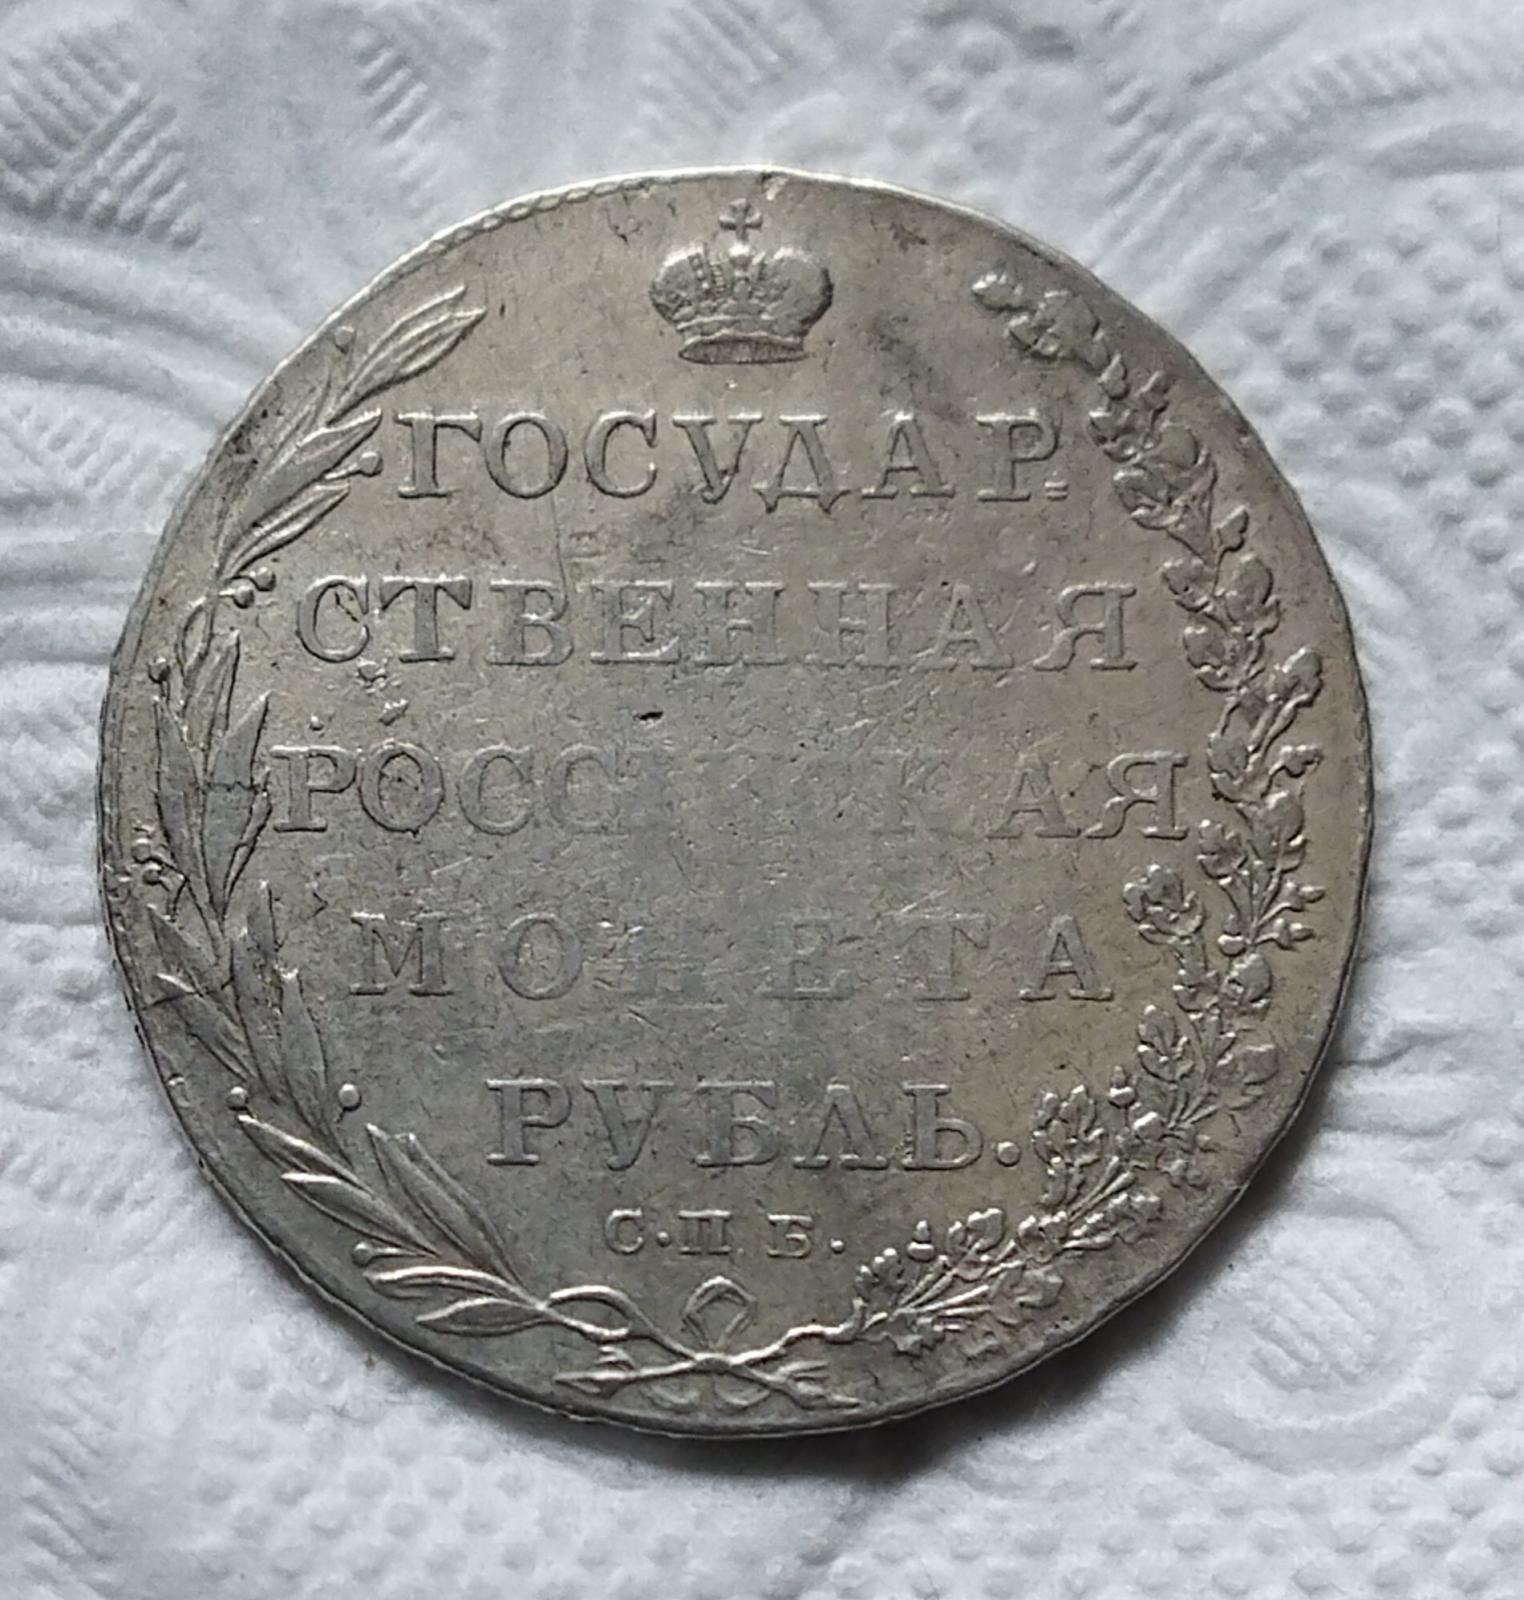 ГОСУДАР=
СТВЕННАЯ
РОССIЙСКАЯ
МОНЕТА
РУБЛЬ.
С·П Б.